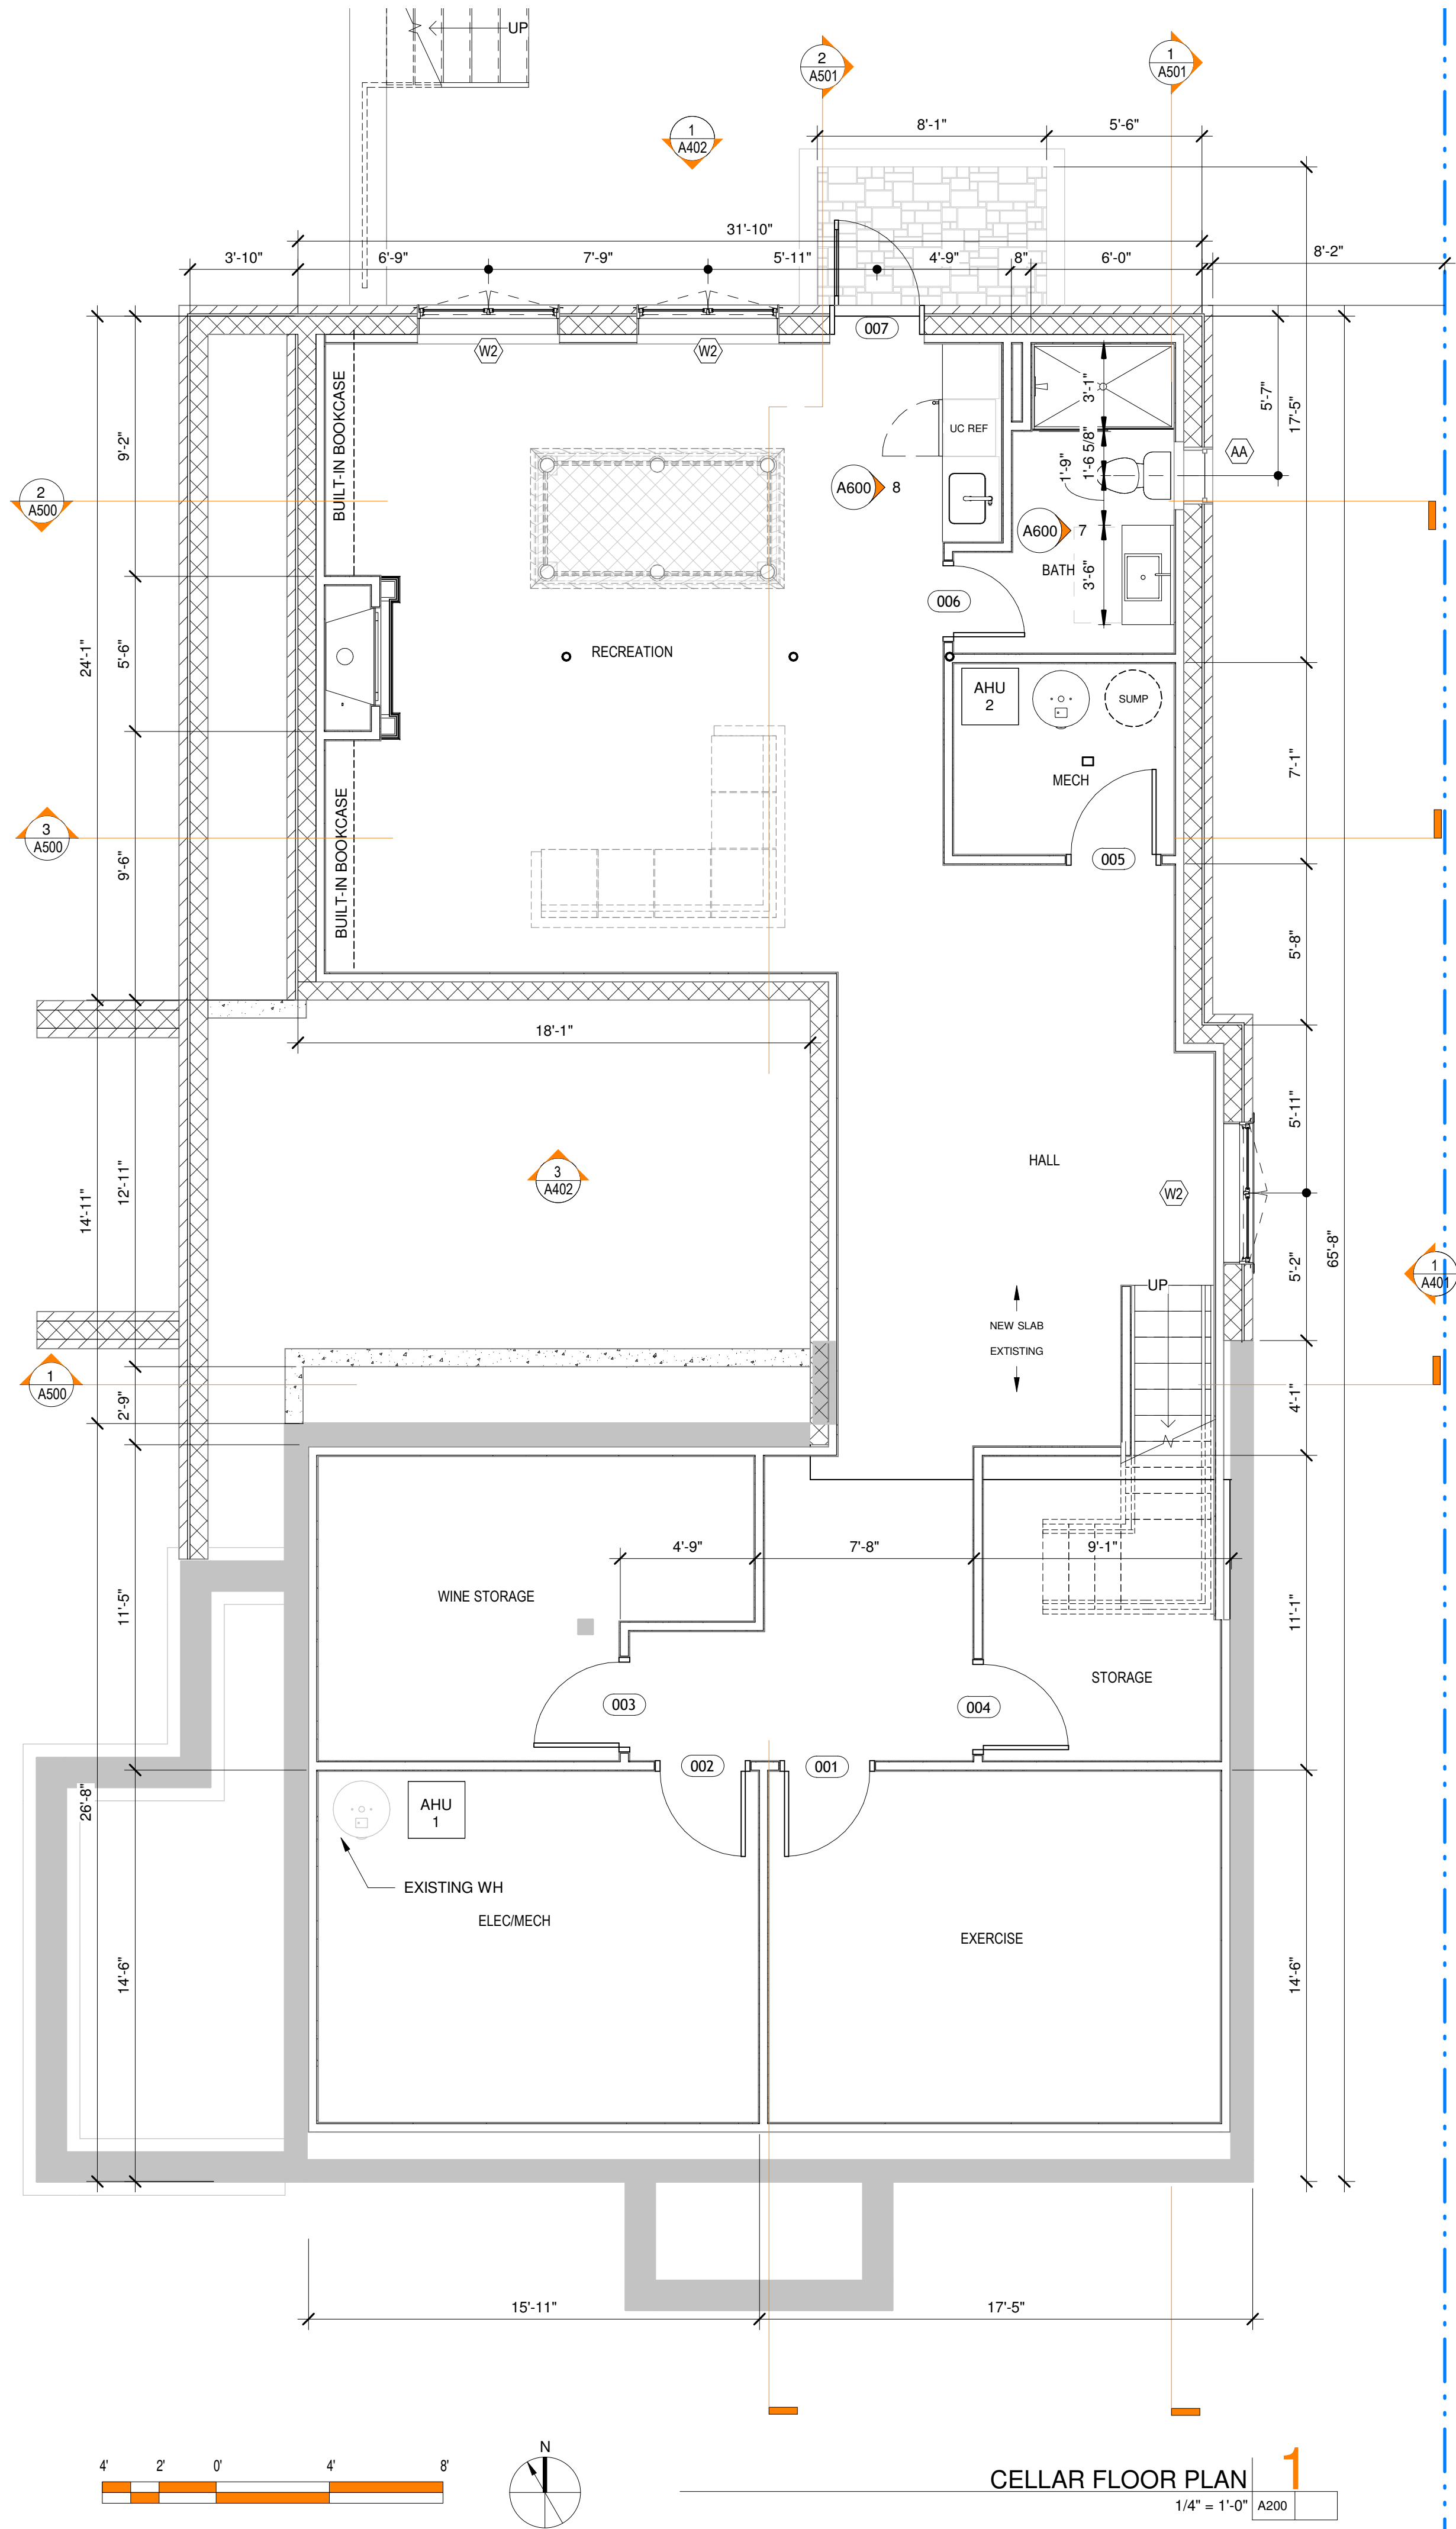 UP
2
A501
1
A501
1
A402
8'-1"
5'-6"
31'-10"
3'-10"
6'-9"
7'-9"
5'-11"
4'-9"
8"
6'-0"
8'-2"
007
W2
W2
BUILT-IN BOOKCASE
9'-2"
3'-1"
5'-7"
17'-5"
UC REF
AA
1'-9"
1'-6 5/8"
2
A500
A600
8
A600
7
BATH
3'-6"
006
RECREATION
24'-1"
5'-6"
AHU
2
SUMP
MECH
7'-1"
3
A500
BUILT-IN BOOKCASE
9'-6"
005
5'-8"
18'-1"
5'-11"
HALL
3
A402
W2
12'-11"
14'-11"
5'-2"
65'-8"
1
A401
UP
NEW SLAB
EXTISTING
1
A500
2'-9"
4'-1"
4'-9"
7'-8"
9'-1"
WINE STORAGE
11'-5"
11'-1"
STORAGE
003
004
002
001
26'-8"
AHU
1
EXISTING WH
ELEC/MECH
EXERCISE
14'-6"
14'-6"
15'-11"
17'-5"
4'
2'
0'
4'
8'
N
CELLAR FLOOR PLAN
1
1/4" = 1'-0"
A200